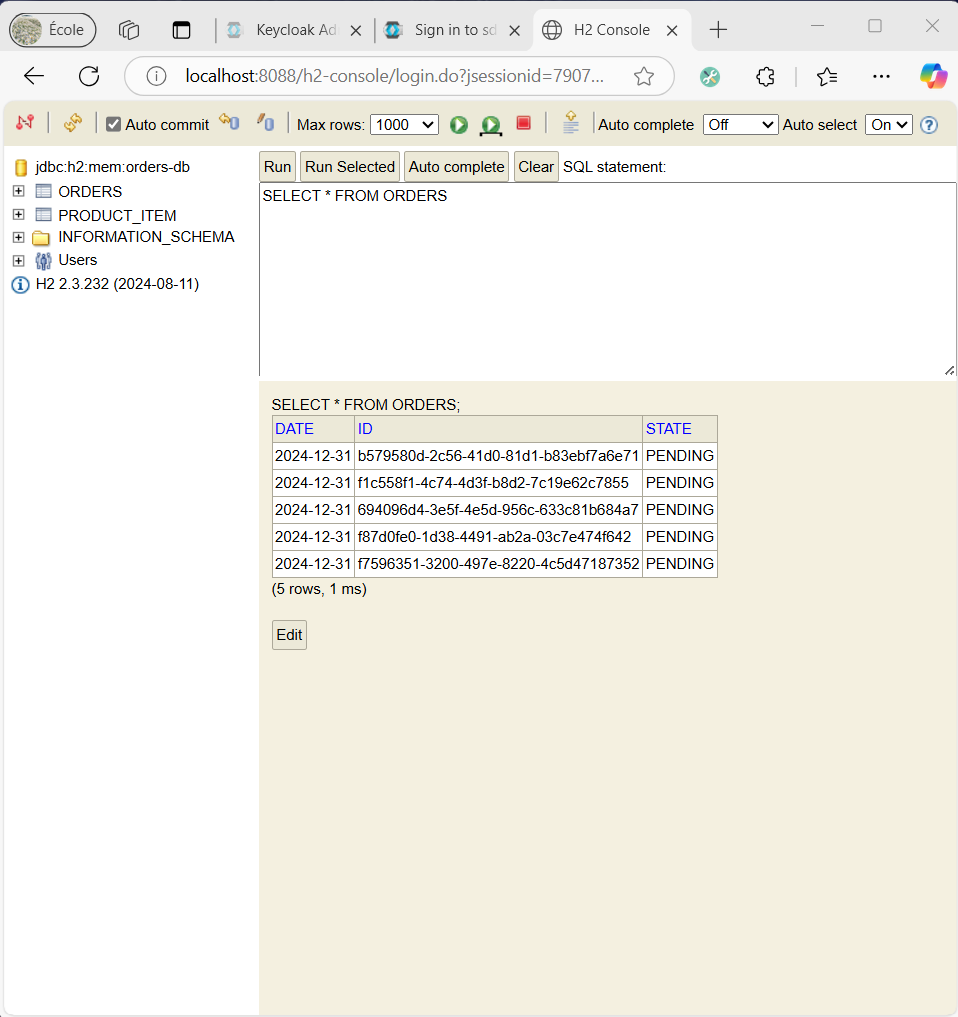 École
Keycloak Ad
Sign in to sd
H2 Console
localhost:8088/h2-console/login.do?jsessionid=7907...
Auto commit Max rows: 1000 Auto complete Off Auto select On
jdbc:h2:mem:orders-db
ORDERS
PRODUCT_ITEM
INFORMATION_SCHEMA
Users
H2 2.3.232 (2024-08-11)
Run Run Selected Auto complete Clear SQL statement:
SELECT * FROM ORDERS
SELECT * FROM ORDERS;
DATE ID STATE
2024-12-31 b579580d-2c56-41d0-81d1-b83ebf7a6e71 PENDING
2024-12-31 f1c558f1-4c74-4d3f-b8d2-7c19e62c7855 PENDING
2024-12-31 694096d4-3e5f-4e5d-956c-633c81b684a7 PENDING
2024-12-31 f87d0fe0-1d38-4491-ab2a-03c7e474f642 PENDING
2024-12-31 f7596351-3200-497e-8220-4c5d47187352 PENDING
(5 rows, 1 ms)
Edit